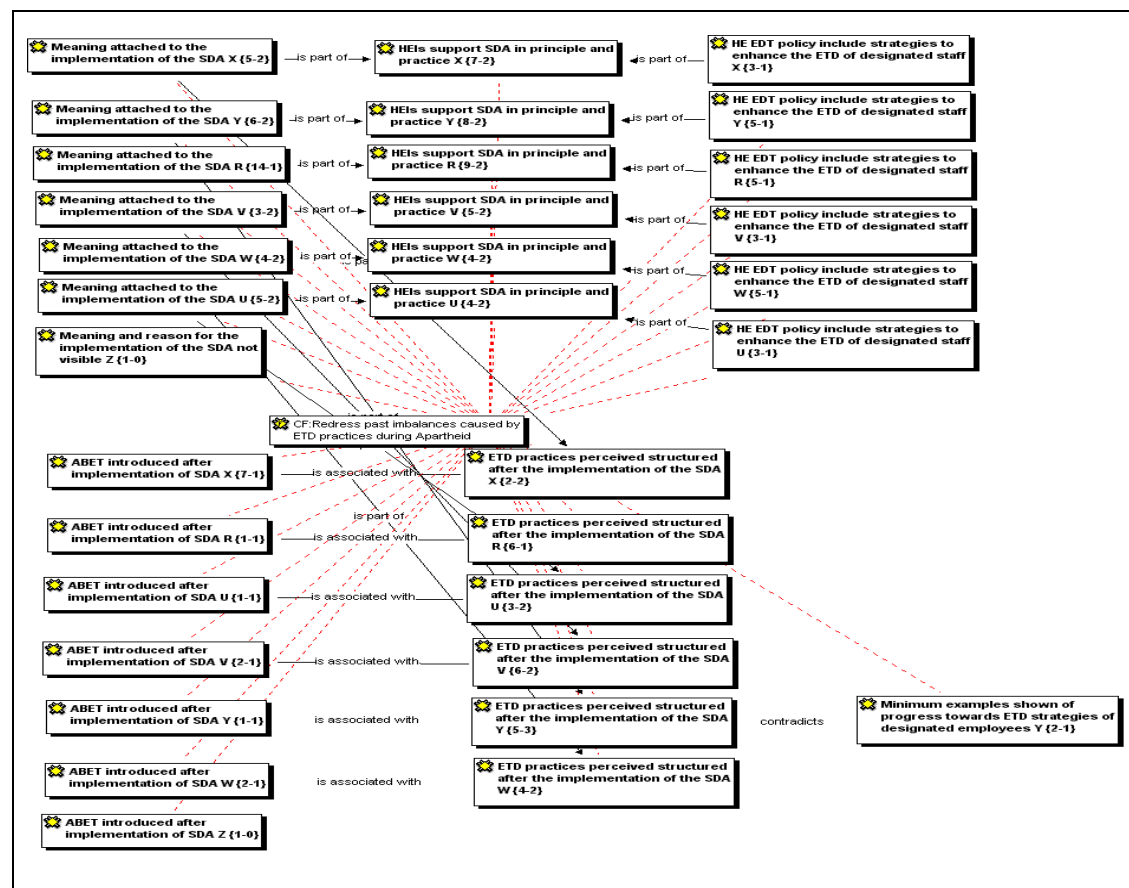 Meaning attached to the
implementation of the SDA X {5-2}
is part of
HEIs support SDA in principle and
practice X {7-2}
is part of
HE EDT policy include strategies to
enhance the ETD of designated staff
X {3-1}
Meaning attached to the
implementation of the SDA Y {6-2}
is part of
HEIs support SDA in principle and
practice Y {8-2}
is part of
HE EDT policy include strategies to
enhance the ETD of designated staff
Y {5-1}
Meaning attached to the
implementation of the SDA R {14-1}
is part of
HEIs support SDA in principle and
practice R {9-2}
is part of
HE EDT policy include strategies to
enhance the ETD of designated staff
R {5-1}
Meaning attached to the
implementation of the SDA V {3-2}
is part of
HEIs support SDA in principle and
practice V {5-2}
is part of
HE EDT policy include strategies to
enhance the ETD of designated staff
V {3-1}
Meaning attached to the
implementation of the SDA W {4-2}
is part of
HEIs support SDA in principle and
practice W {4-2}
is part of
HE EDT policy include strategies to
enhance the ETD of designated staff
W {5-1}
Meaning attached to the
implementation of the SDA U {5-2}
is part of
HEIs support SDA in principle and
practice U {4-2}
is part of
HE EDT policy include strategies to
enhance the ETD of designated staff
U {3-1}
Meaning and reason for the
implementation of the SDA not
visible Z {1-0}
is part of
CF:Redress past imbalances caused by
ETD practices during Apartheid
ABET introduced after
implementation of SDA X {7-1}
is associated with
ETD practices perceived structured
after the implementation of the SDA
X {2-2}
is part of
ABET introduced after
implementation of SDA R {1-1}
is associated with
ETD practices perceived structured
after the implementation of the SDA
R {6-1}
ABET introduced after
implementation of SDA U {1-1}
is associated with
ETD practices perceived structured
after the implementation of the SDA
U {3-2}
ABET introduced after
implementation of SDA V {2-1}
is associated with
ETD practices perceived structured
after the implementation of the SDA
V {6-2}
ABET introduced after
implementation of SDA Y {1-1}
is associated with
ETD practices perceived structured
after the implementation of the SDA
Y {5-3}
contradicts
Minimum examples shown of
progress towards ETD strategies of
designated employees Y {2-1}
ABET introduced after
implementation of SDA W {2-1}
is associated with
ETD practices perceived structured
after the implementation of the SDA
W {4-2}
ABET introduced after
implementation of SDA Z {1-0}